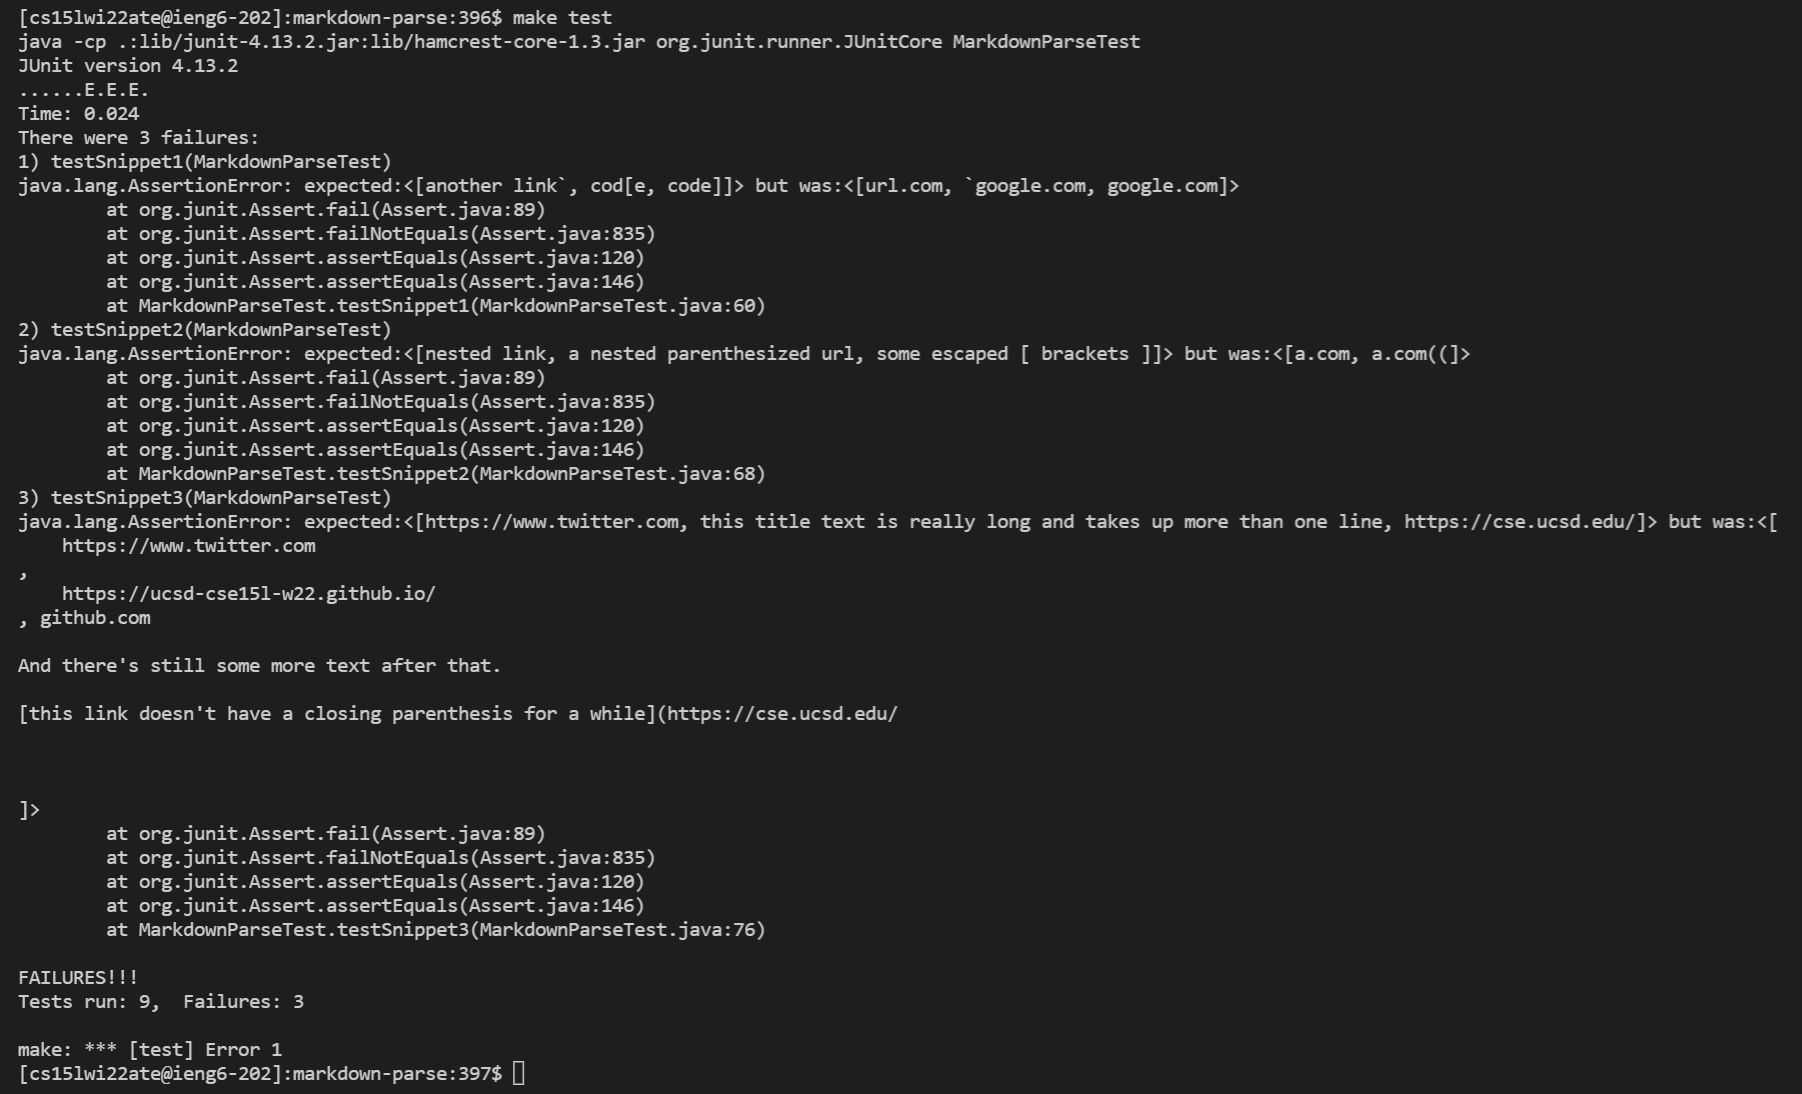 [cs15lwi22ate@ieng6-202]:markdown-parse:396$ make test
java -cp .:lib/junit-4.13.2.jar:lib/hamcrest-core-1.3.jar org.junit.runner.JUnitCore MarkdownParseTest
JUnit version 4.13.2
......E.E.E.
Time: 0.024
There were 3 failures:
1) testSnippet1(MarkdownParseTest)
java.lang.AssertionError: expected:<[another link`, cod[e, code]]> but was:<[url.com, `google.com, google.com]>
        at org.junit.Assert.fail(Assert.java:89)
        at org.junit.Assert.failNotEquals(Assert.java:835)
        at org.junit.Assert.assertEquals(Assert.java:120)
        at org.junit.Assert.assertEquals(Assert.java:146)
        at MarkdownParseTest.testSnippet1(MarkdownParseTest.java:60)
2) testSnippet2(MarkdownParseTest)
java.lang.AssertionError: expected:<[nested link, a nested parenthesized url, some escaped [ brackets ]]> but was:<[a.com, a.com((]>
        at org.junit.Assert.fail(Assert.java:89)
        at org.junit.Assert.failNotEquals(Assert.java:835)
        at org.junit.Assert.assertEquals(Assert.java:120)
        at org.junit.Assert.assertEquals(Assert.java:146)
        at MarkdownParseTest.testSnippet2(MarkdownParseTest.java:68)
3) testSnippet3(MarkdownParseTest)
java.lang.AssertionError: expected:<[https://www.twitter.com, this title text is really long and takes up more than one line, https://cse.ucsd.edu/]> but was:<[
    https://www.twitter.com
,
    https://ucsd-cse15l-w22.github.io/
, github.com

And there's still some more text after that.

[this link doesn't have a closing parenthesis for a while](https://cse.ucsd.edu/



]>
        at org.junit.Assert.fail(Assert.java:89)
        at org.junit.Assert.failNotEquals(Assert.java:835)
        at org.junit.Assert.assertEquals(Assert.java:120)
        at org.junit.Assert.assertEquals(Assert.java:146)
        at MarkdownParseTest.testSnippet3(MarkdownParseTest.java:76)

FAILURES!!!
Tests run: 9,  Failures: 3

make: *** [test] Error 1
[cs15lwi22ate@ieng6-202]:markdown-parse:397$